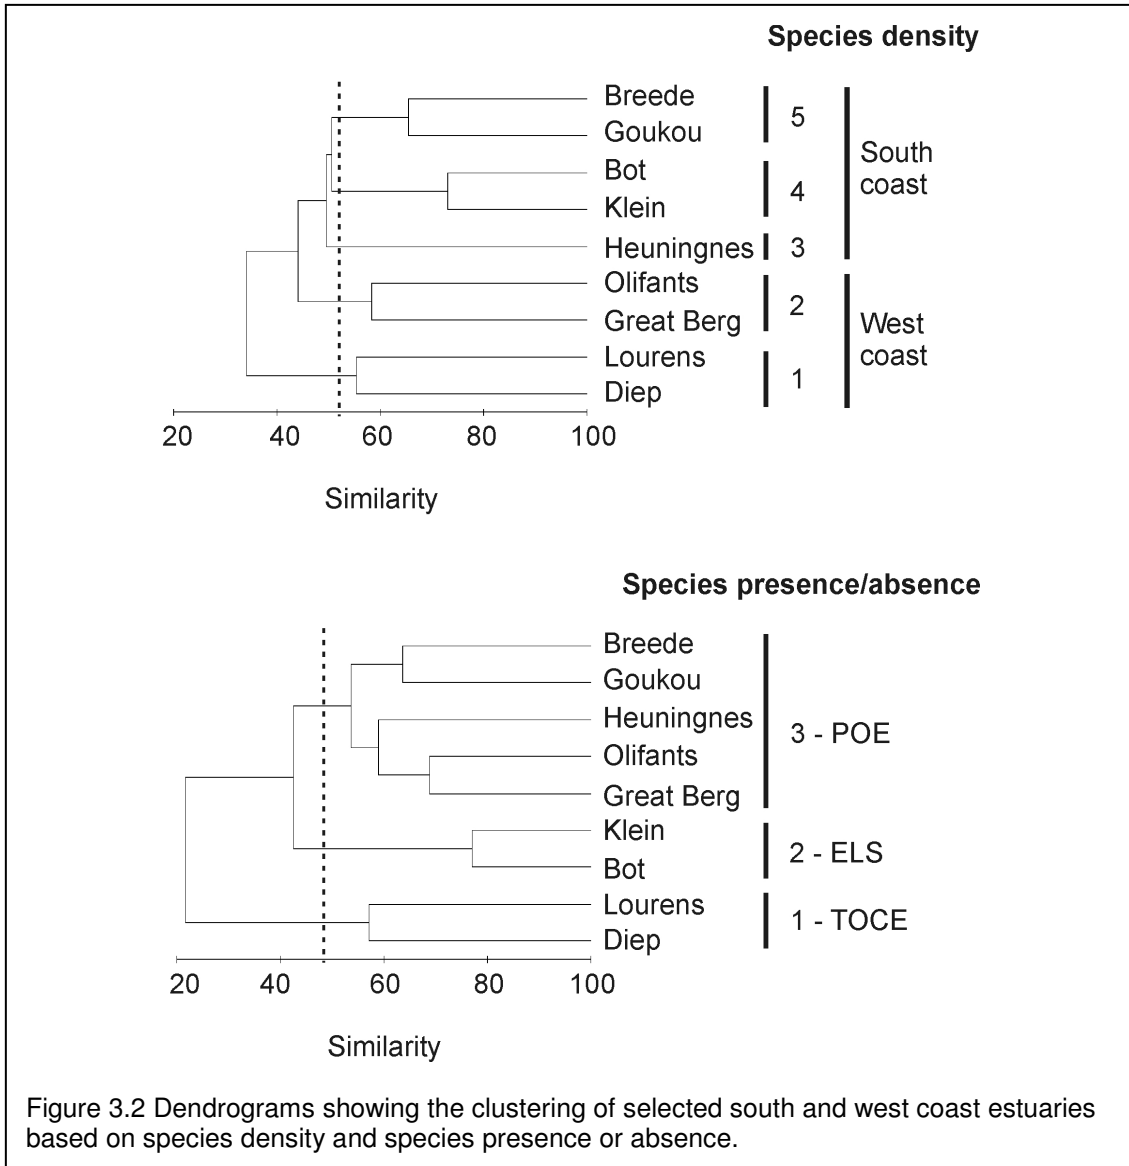 Species density
Breede
Goukou
5
Bot
Klein
4
South
coast
Heuningnes
3
Olifants
Great Berg
2
West
coast
Lourens
Diep
1
20 40 60 80 100
Similarity
Species presence/absence
Breede
Goukou
Heuningnes
Olifants
Great Berg
3 - POE
Klein
Bot
2 - ELS
Lourens
Diep
1 - TOCE
20 40 60 80 100
Similarity
Figure 3.2 Dendrograms showing the clustering of selected south and west coast estuaries
based on species density and species presence or absence.